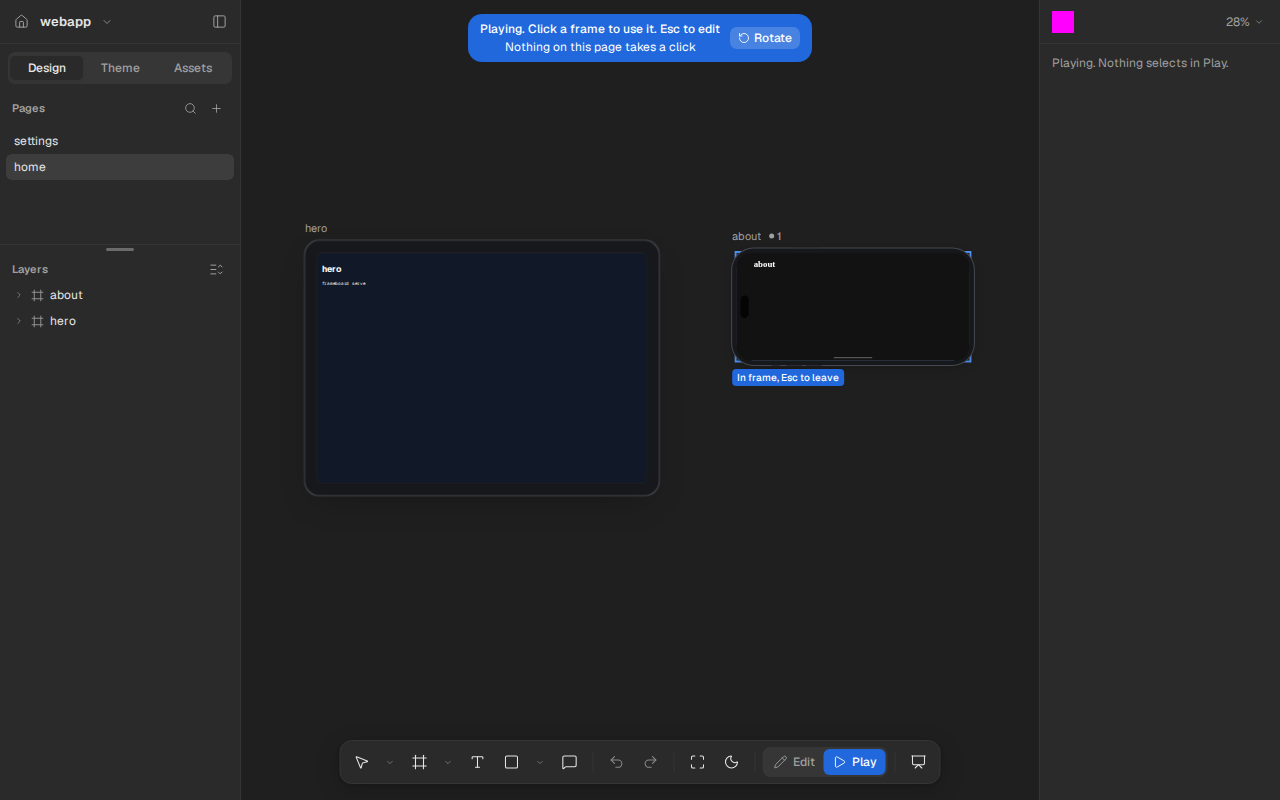 webapp
Design
Theme
Assets
Pages
settings
home
Layers
about
hero
Playing. Click a frame to use it. Esc to edit
Nothing on this page takes a click
Rotate
hero
hero
about
1
about
In frame, Esc to leave
Edit
Play
28%
Playing. Nothing selects in Play.